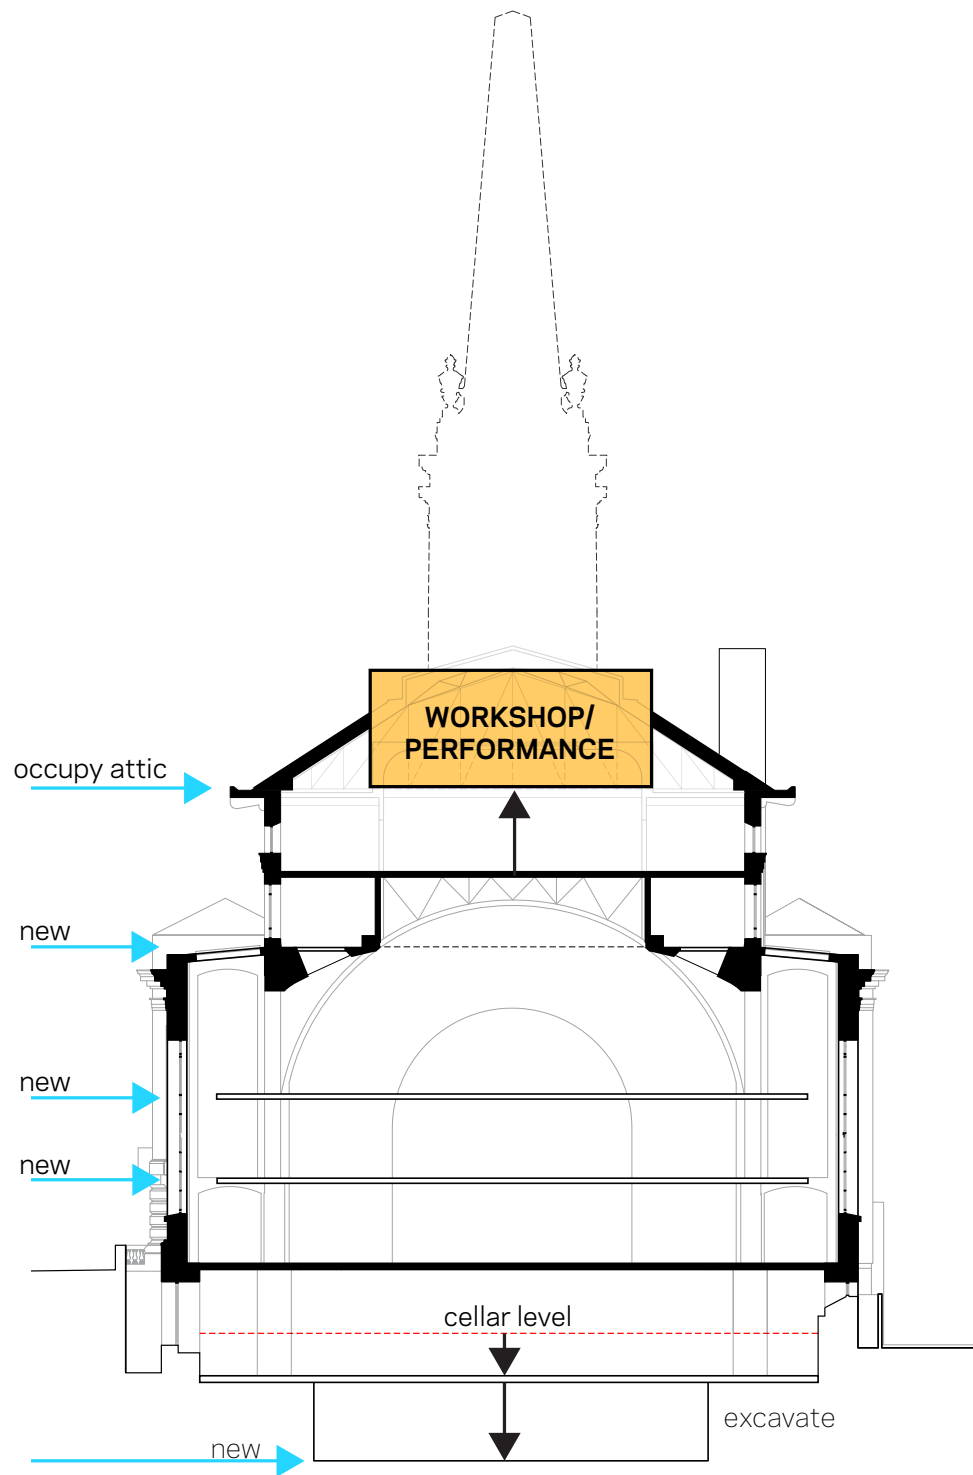 WORKSHOP/
PERFORMANCE
occupy attic
new
new
new
cellar level
excavate
new